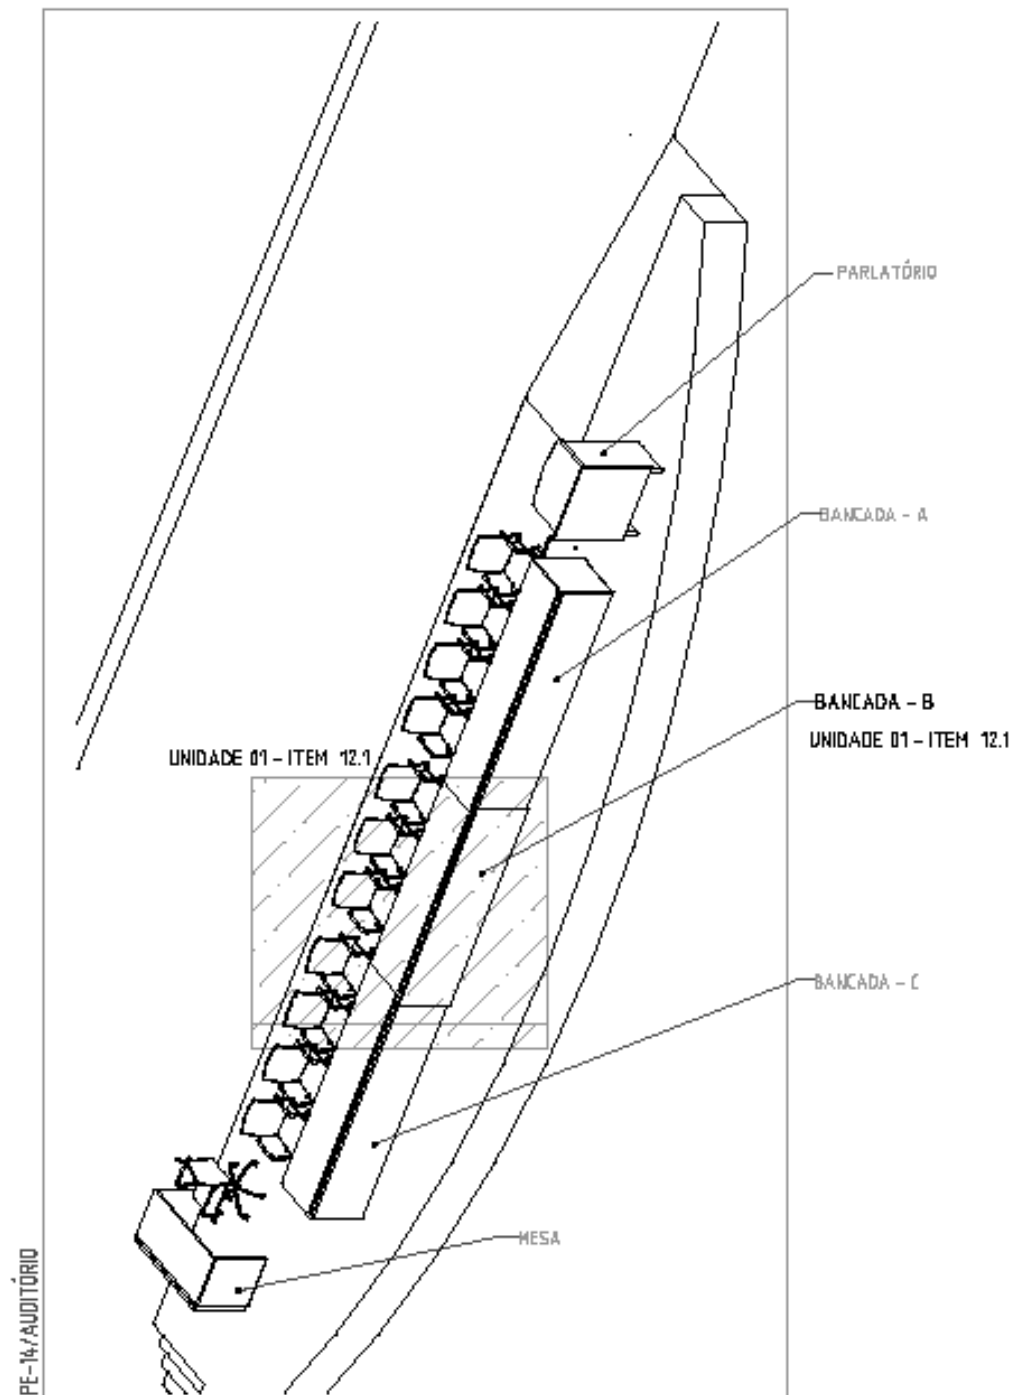 PARLATÓRIO
BANCADA - A
BANCADA - B
UNIDADE 01 - ITEM 12.1
UNIDADE 01 - ITEM 12.1
BANCADA - C
MESA
PE-14/AUDITÓRIO